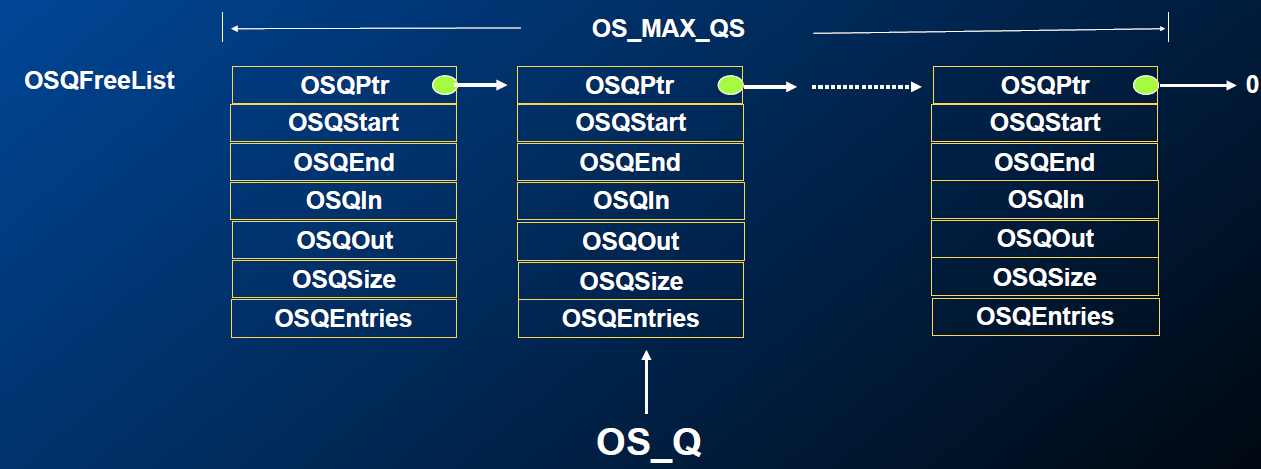 OS_MAX_QS
OSQFreeList
OSQPtr OSQPtr OSQPtr 0
OSQStart OSQStart OSQStart
OSQEnd OSQEnd OSQEnd
OSQIn OSQIn OSQIn
OSQOut OSQOut OSQOut
OSQSize OSQSize OSQSize
OSQEntries OSQEntries OSQEntries
OS_Q